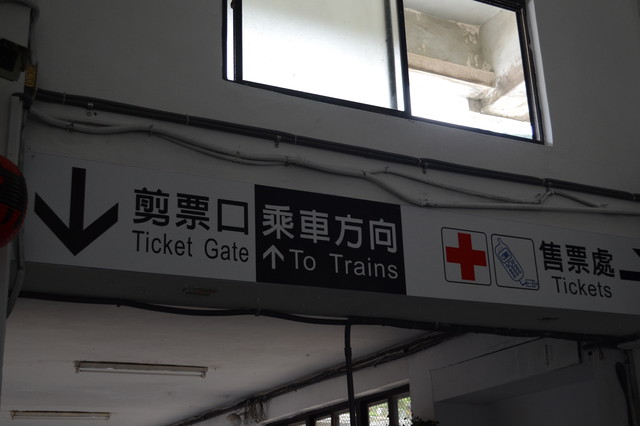 剪票口
Ticket Gate
乘車方向
To Trains
售票處
Tickets